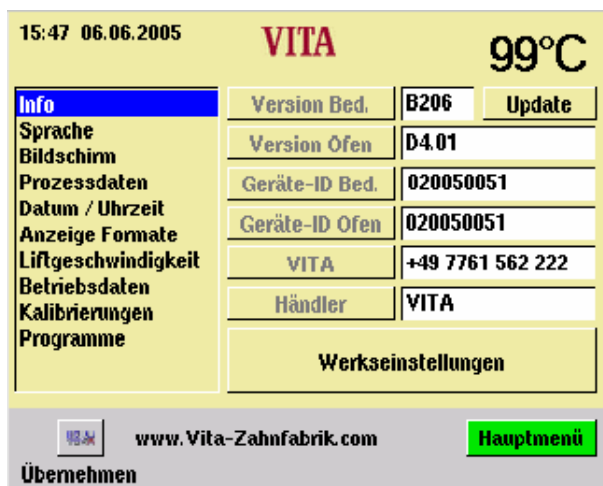 15:47 06.06.2005
VITA
99°C
Info
Sprache
Bildschirm
Prozessdaten
Datum / Uhrzeit
Anzeige Formate
Liftgeschwindigkeit
Betriebsdaten
Kalibrierungen
Programme
Version Bed. B206 Update
Version Ofen D4.01
Geräte-ID Bed. 020050051
Geräte-ID Ofen 020050051
VITA +49 7761 562 222
Händler VITA
Werkseinstellungen
www.Vita-Zahnfabrik.com
Hauptmenü
Übernehmen